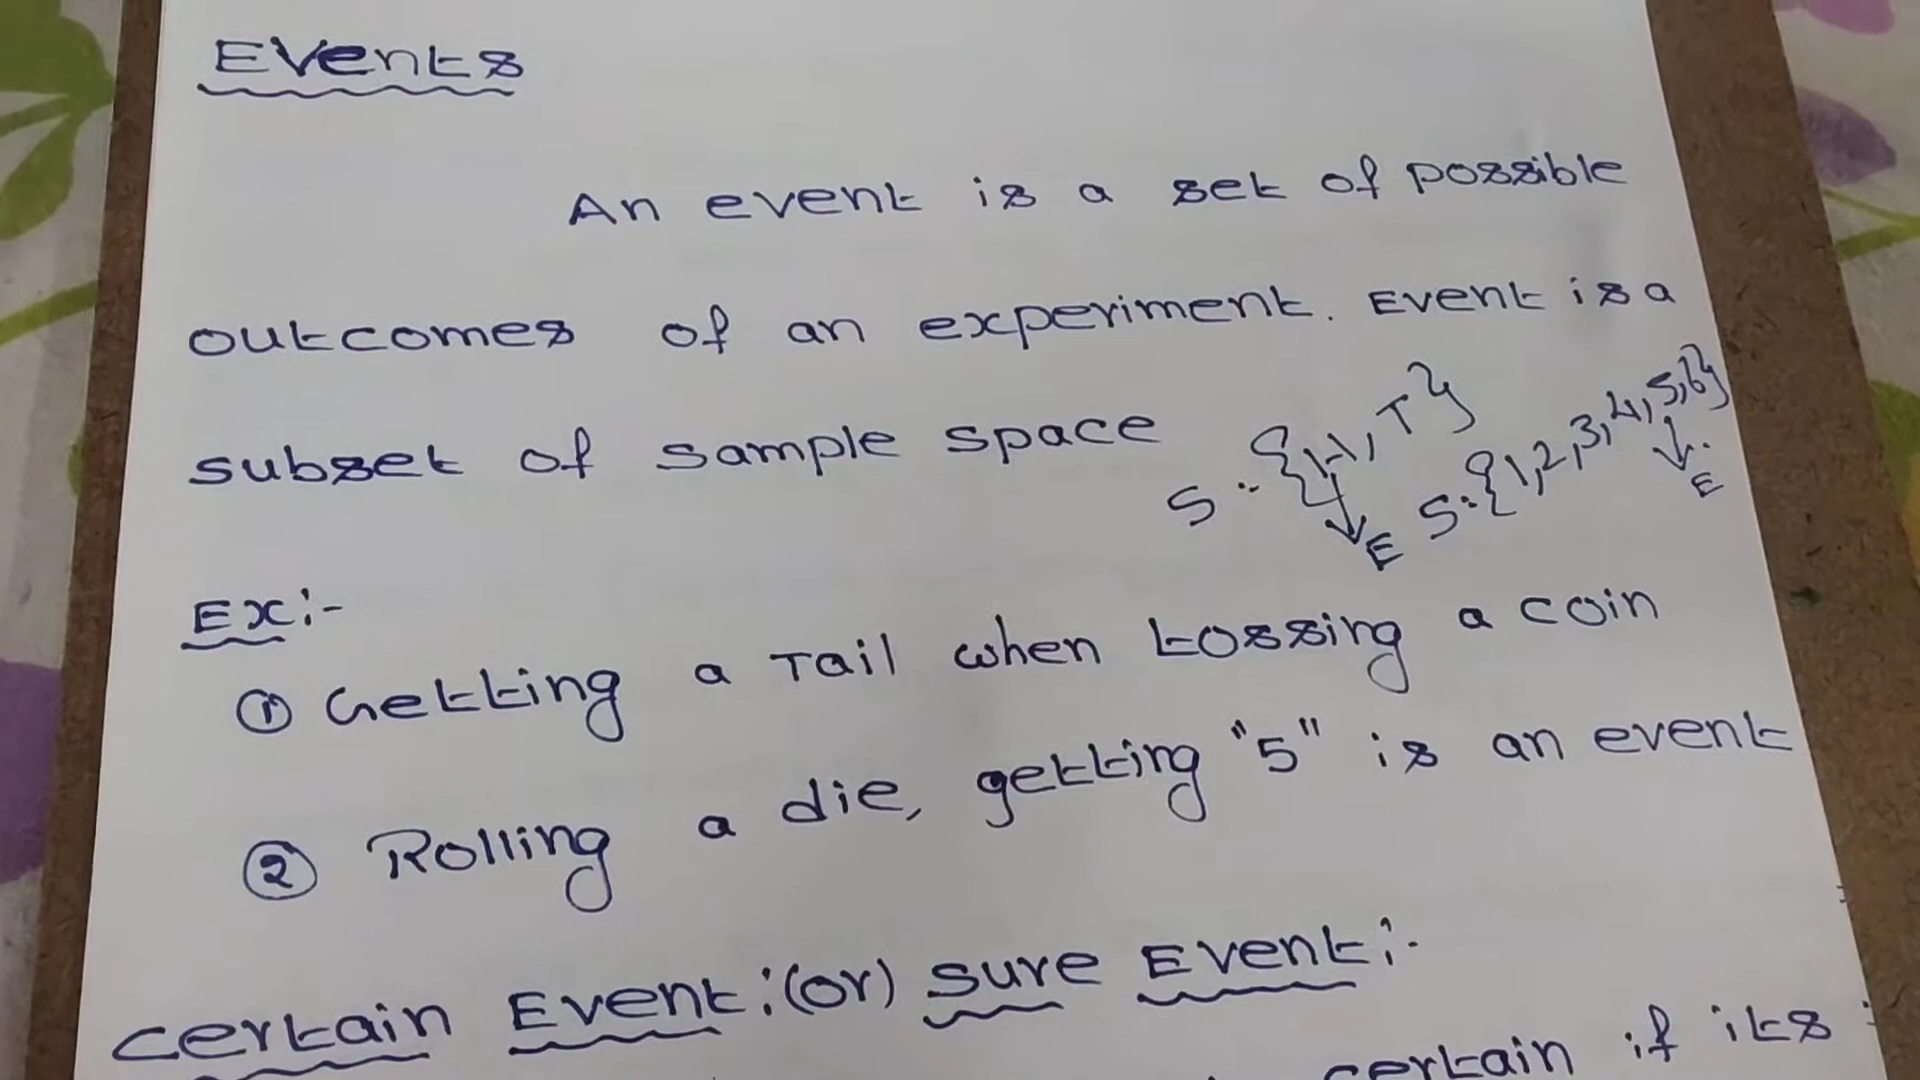 Events
An event is a set of possible
outcomes of an experiment. Event is a
subset of sample space
S : {H, T}
E
S : {1,2,3,4,5,6}
E
Ex:-
① Getting a Tail when tossing a coin
② Rolling a die, getting "5" is an event
Certain Event: (or) Sure Event:-
certain if its